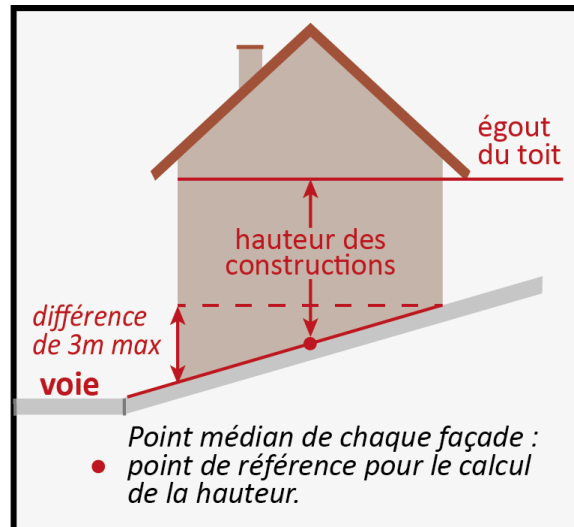 égout
du toit
hauteur des
constructions
différence
de 3m max
voie
Point médian de chaque façade :
point de référence pour le calcul
de la hauteur.